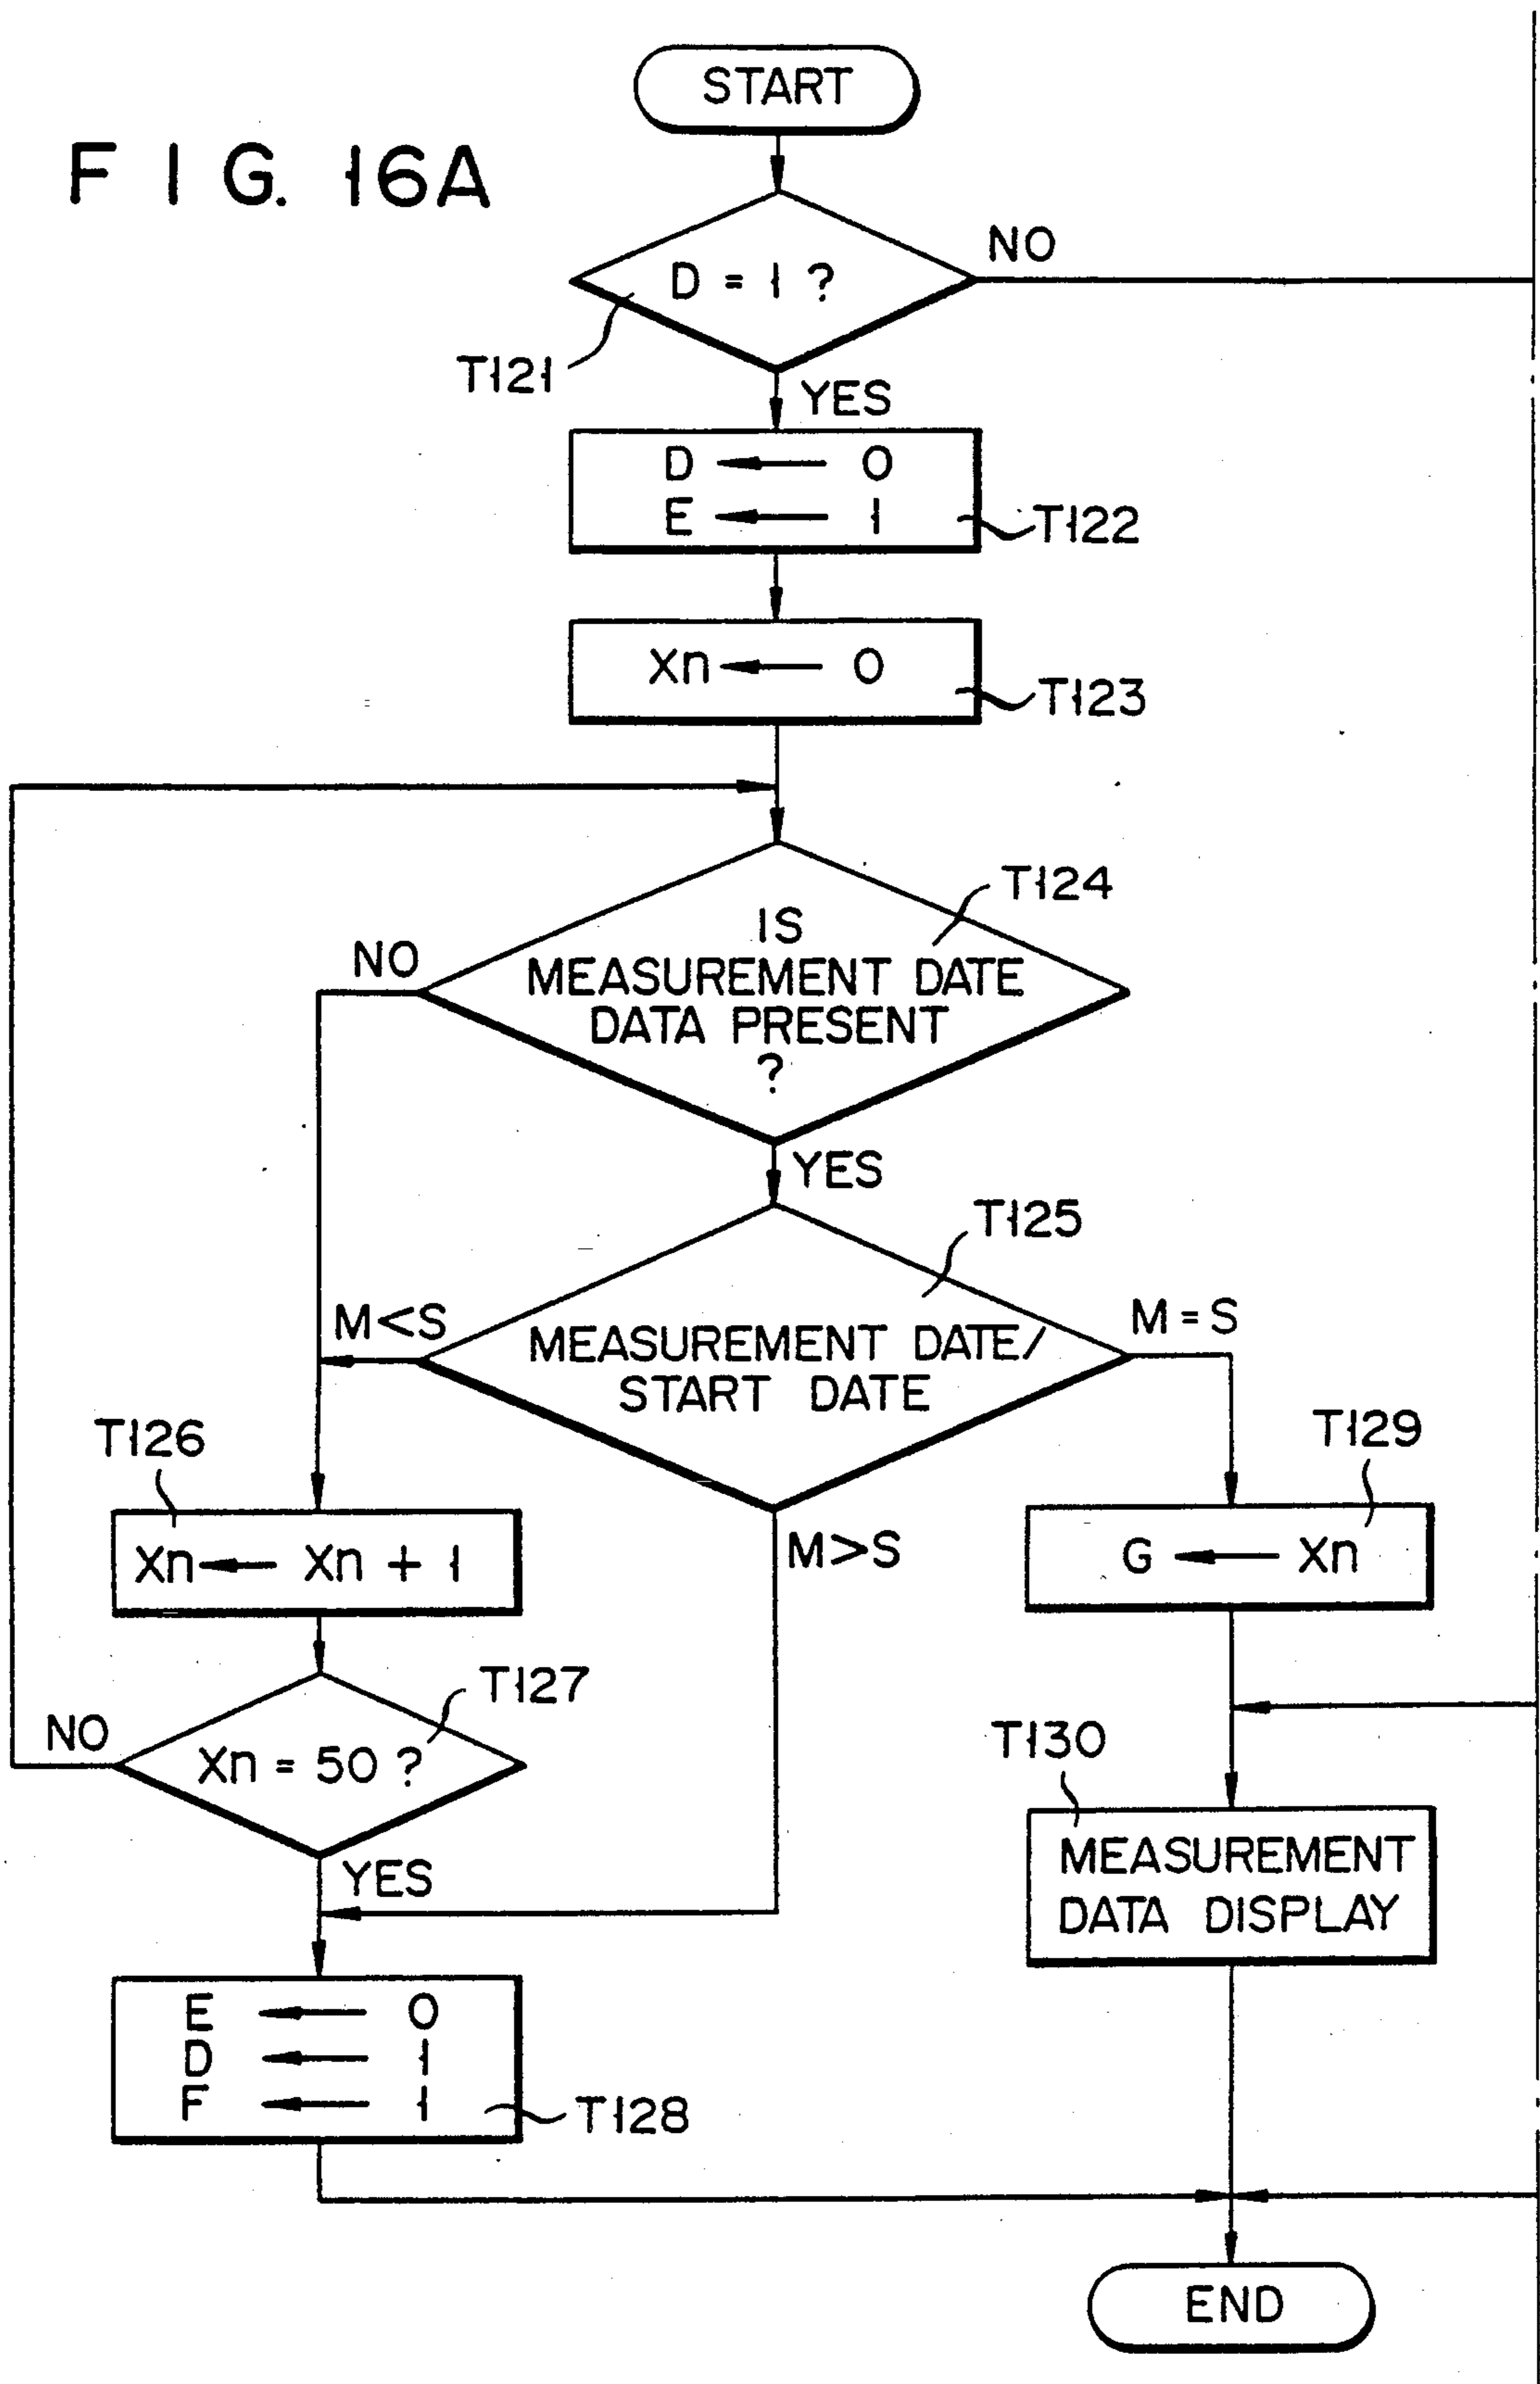 START
FIG. 16A
D = 1 ?
NO
T121
YES
D ← 0
E ← 1
T122
Xn ← 0
T123
T124
IS
MEASUREMENT DATE
DATA PRESENT
?
NO
YES
T125
M<S
MEASUREMENT DATE/
START DATE
M = S
T126
T129
Xn ← Xn + 1
M>S
G ← Xn
T127
NO
Xn = 50 ?
T130
YES
MEASUREMENT
DATA DISPLAY
E ← 0
D ← 1
F ← 1
T128
END